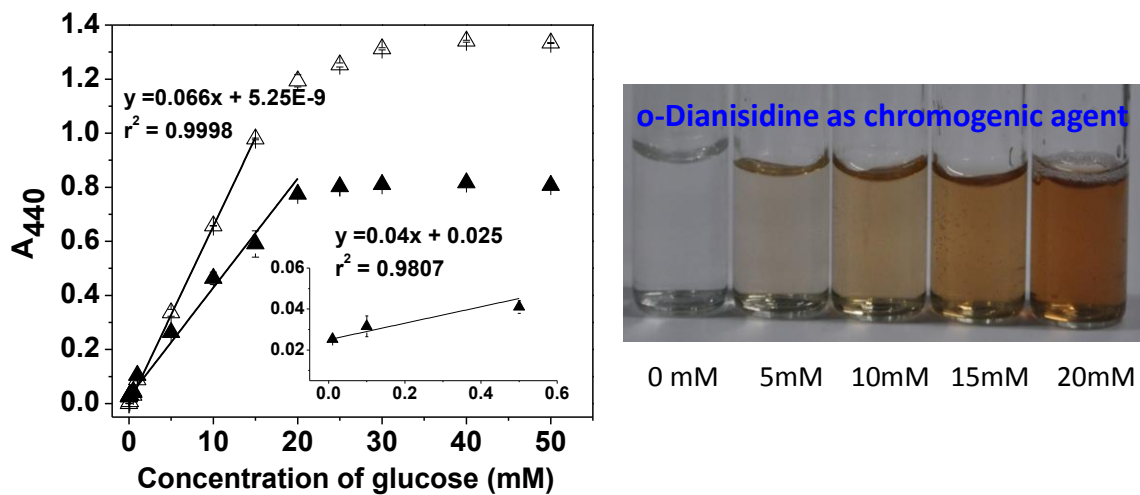 1.4
1.2
1.0
0.8
0.6
0.4
0.2
0.0
A440
y =0.066x + 5.25E-9
r² = 0.9998
y =0.04x + 0.025
r² = 0.9807
0.06
0.04
0.02
0.0 0.2 0.4 0.6
0 10 20 30 40 50
Concentration of glucose (mM)
o-Dianisidine as chromogenic agent
0 mM 5mM 10mM 15mM 20mM